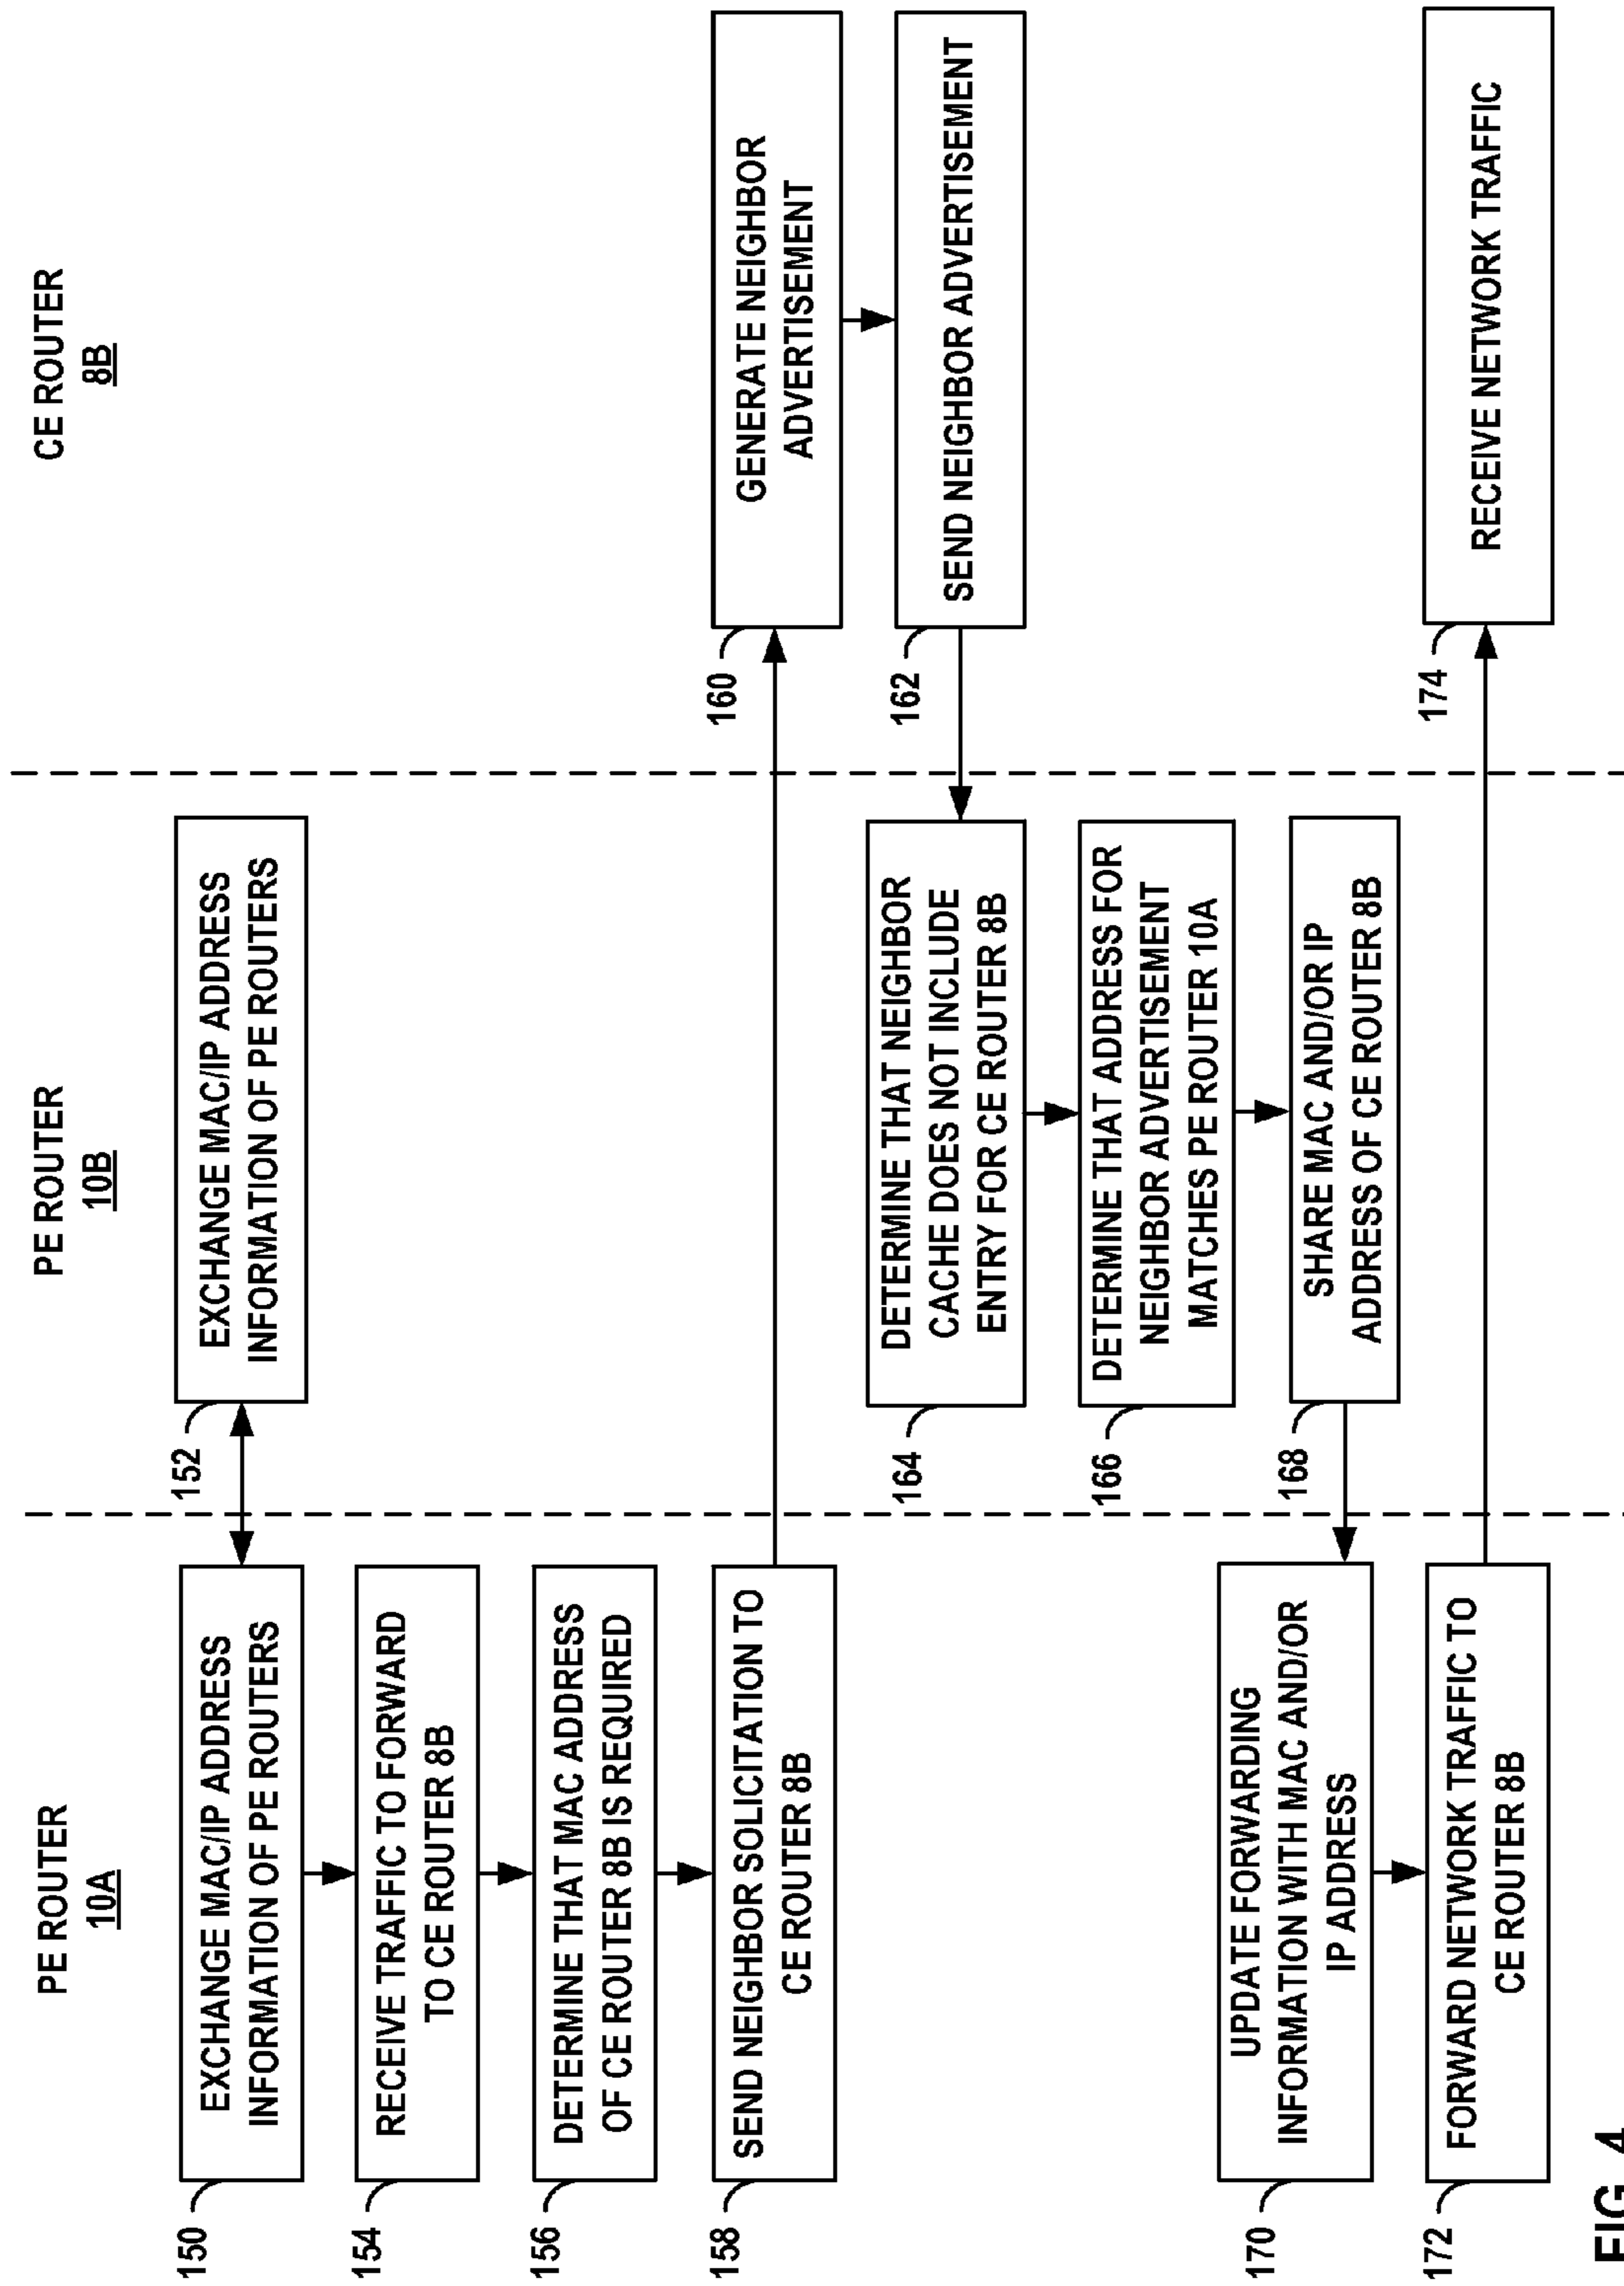 PE ROUTER
10A
PE ROUTER
10B
CE ROUTER
8B
150
EXCHANGE MAC/IP ADDRESS
INFORMATION OF PE ROUTERS
152
EXCHANGE MAC/IP ADDRESS
INFORMATION OF PE ROUTERS
154
RECEIVE TRAFFIC TO FORWARD
TO CE ROUTER 8B
156
DETERMINE THAT MAC ADDRESS
OF CE ROUTER 8B IS REQUIRED
158
SEND NEIGHBOR SOLICITATION TO
CE ROUTER 8B
160
GENERATE NEIGHBOR
ADVERTISEMENT
162
SEND NEIGHBOR ADVERTISEMENT
164
DETERMINE THAT NEIGHBOR
CACHE DOES NOT INCLUDE
ENTRY FOR CE ROUTER 8B
166
DETERMINE THAT ADDRESS FOR
NEIGHBOR ADVERTISEMENT
MATCHES PE ROUTER 10A
168
SHARE MAC AND/OR IP
ADDRESS OF CE ROUTER 8B
170
UPDATE FORWARDING
INFORMATION WITH MAC AND/OR
IP ADDRESS
172
FORWARD NETWORK TRAFFIC TO
CE ROUTER 8B
174
RECEIVE NETWORK TRAFFIC
FIG. 4